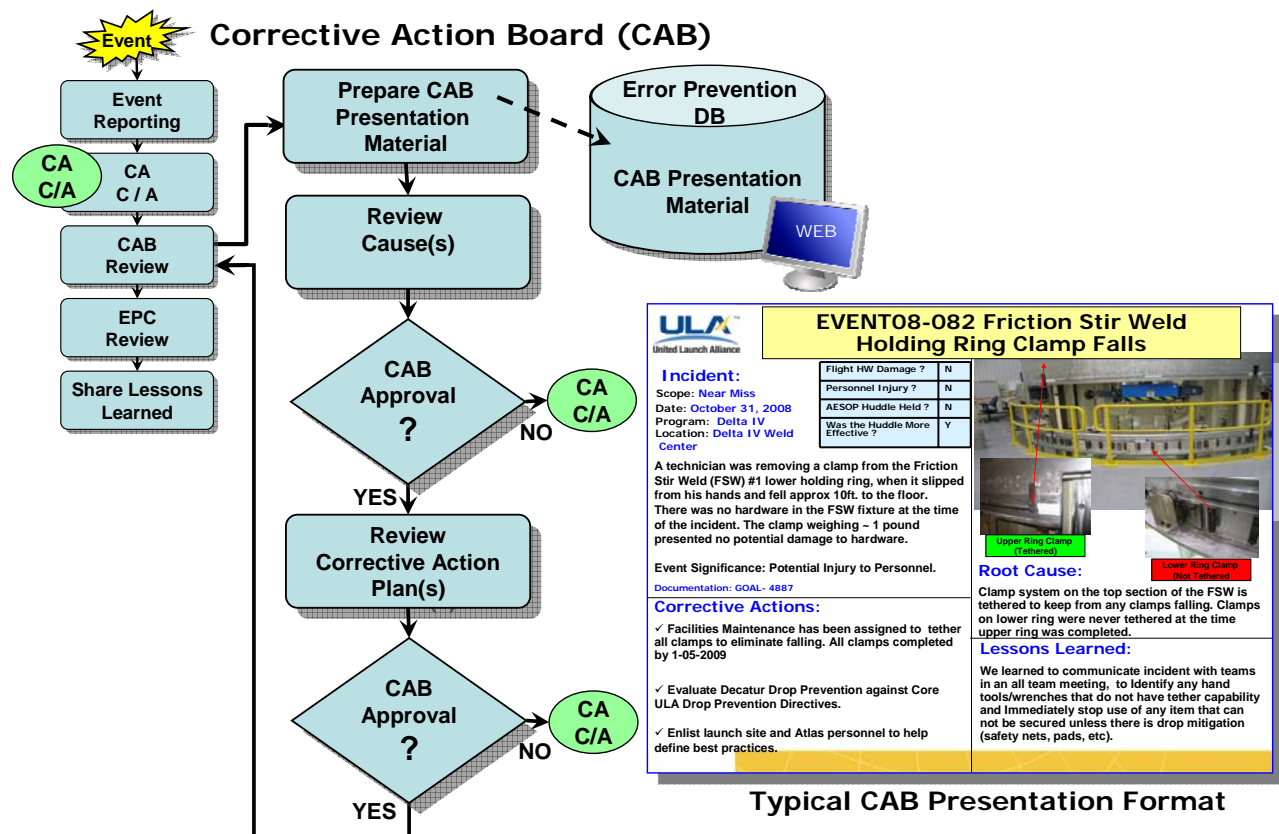 Event
Corrective Action Board (CAB)
Event
Reporting
CA
C/A
CA
C / A
CAB
Review
EPC
Review
Share Lessons
Learned
Prepare CAB
Presentation
Material
Error Prevention
DB
CAB Presentation
Material
WEB
Review
Cause(s)
CAB
Approval
?
NO
CA
C/A
YES
Review
Corrective Action
Plan(s)
CAB
Approval
?
NO
CA
C/A
YES
ULA™
United Launch Alliance
EVENT08-082 Friction Stir Weld
Holding Ring Clamp Falls
Incident:
Scope: Near Miss
Date: October 31, 2008
Program: Delta IV
Location: Delta IV Weld
Center
Flight HW Damage ? N
Personnel Injury ? N
AESOP Huddle Held ? N
Was the Huddle More Y
Effective ?
A technician was removing a clamp from the Friction
Stir Weld (FSW) #1 lower holding ring, when it slipped
from his hands and fell approx 10ft. to the floor.
There was no hardware in the FSW fixture at the time
of the incident. The clamp weighing ~ 1 pound
presented no potential damage to hardware.
Event Significance: Potential Injury to Personnel.
Documentation: GOAL- 4887
Upper Ring Clamp
(Tethered)
Lower Ring Clamp
(Not Tethered
Root Cause:
Clamp system on the top section of the FSW is
tethered to keep from any clamps falling. Clamps
on lower ring were never tethered at the time
upper ring was completed.
Corrective Actions:
✓ Facilities Maintenance has been assigned to tether
all clamps to eliminate falling. All clamps completed
by 1-05-2009
✓ Evaluate Decatur Drop Prevention against Core
ULA Drop Prevention Directives.
✓ Enlist launch site and Atlas personnel to help
define best practices.
Lessons Learned:
We learned to communicate incident with teams
in an all team meeting, to Identify any hand
tools/wrenches that do not have tether capability
and Immediately stop use of any item that can
not be secured unless there is drop mitigation
(safety nets, pads, etc).
Typical CAB Presentation Format